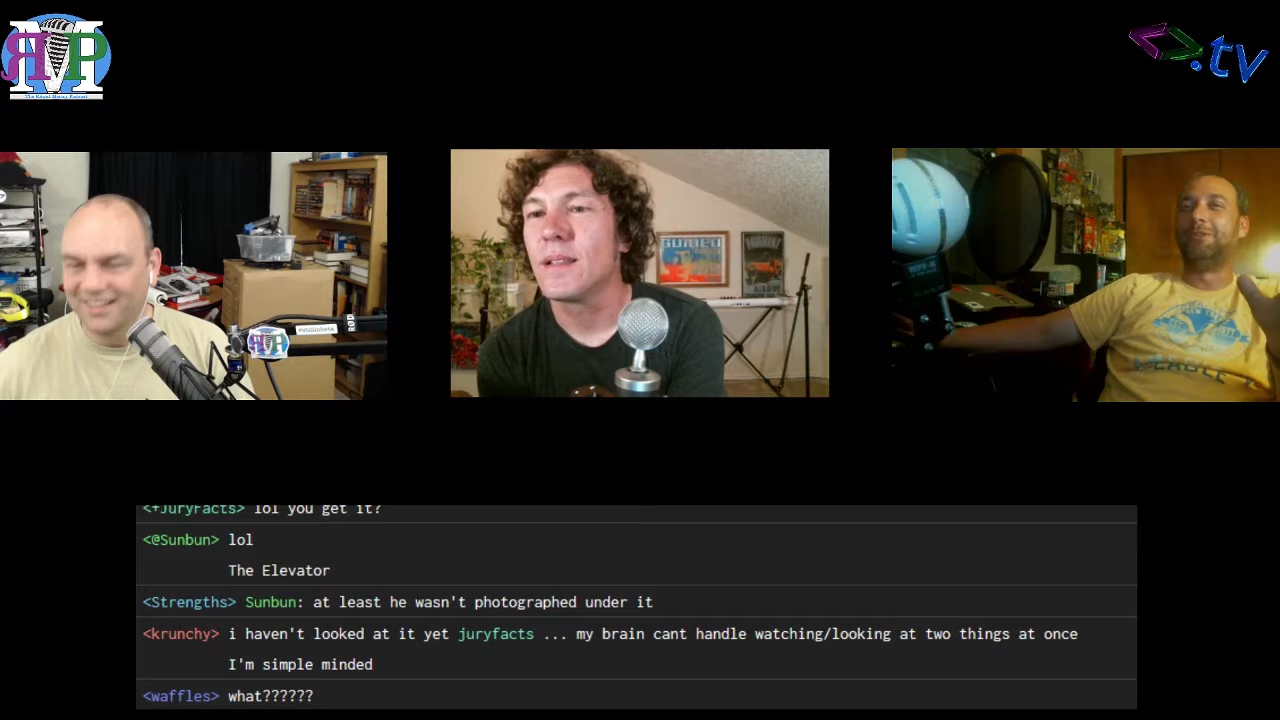 RMP
.tv
RØDE
<+JuryFacts> lol you get it?
<@Sunbun> lol
The Elevator
<Strengths> Sunbun: at least he wasn't photographed under it
<krunchy> i haven't looked at it yet juryfacts ... my brain cant handle watching/looking at two things at once
I'm simple minded
<waffles> what??????